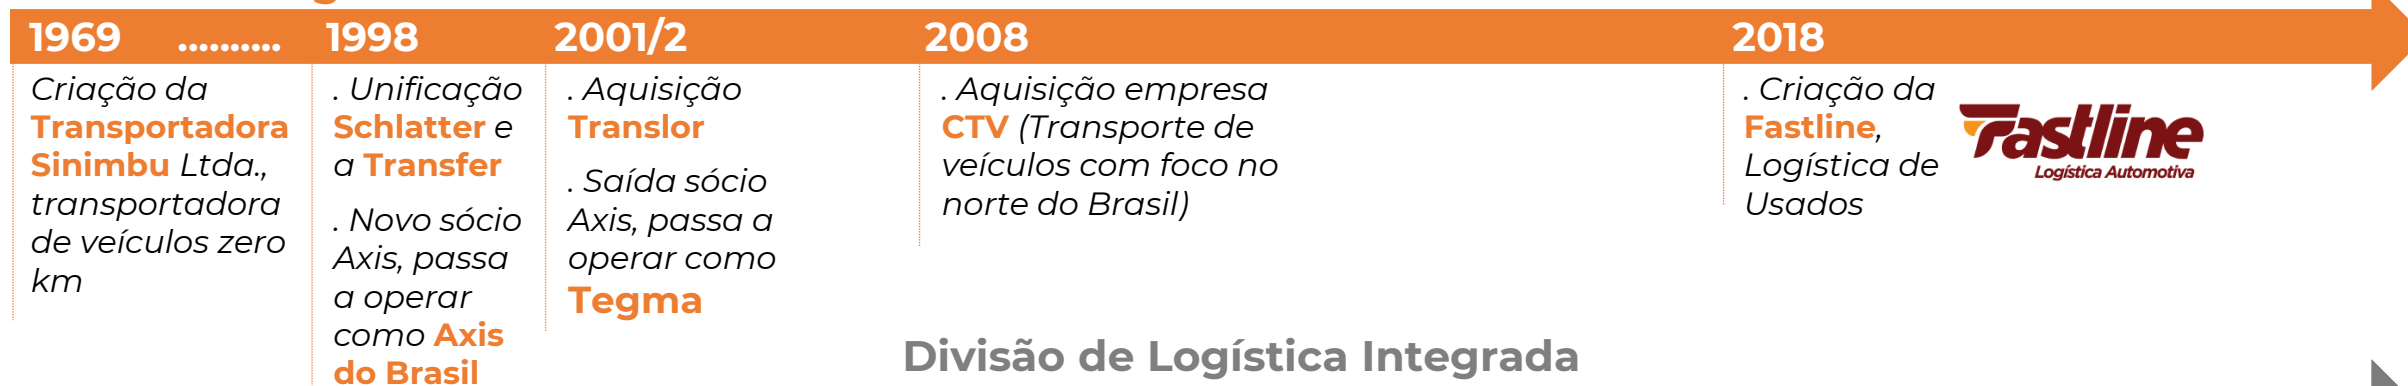 1969 .......... 1998 2001/2 2008 2018
Criação da
Transportadora
Sinimbu Ltda.,
transportadora
de veículos zero
km
. Unificação
Schlatter e
a Transfer
. Novo sócio
Axis, passa
a operar
como Axis
do Brasil
. Aquisição
Translor
. Saída sócio
Axis, passa a
operar como
Tegma
. Aquisição empresa
CTV (Transporte de
veículos com foco no
norte do Brasil)
. Criação da
Fastline,
Logística de
Usados
Fastline
Logística Automotiva
Divisão de Logística Integrada